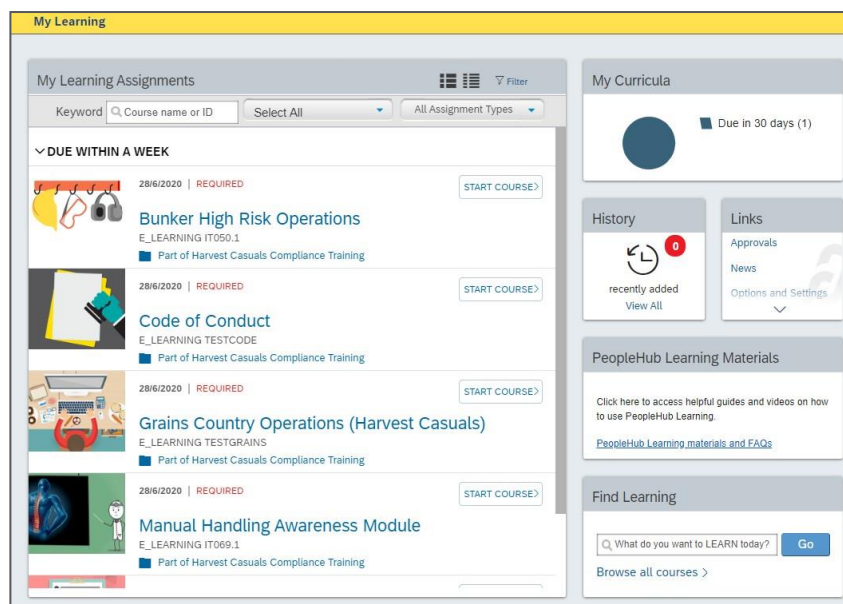 My Learning
My Learning Assignments
Filter
Keyword
Course name or ID
Select All
All Assignment Types
DUE WITHIN A WEEK
28/6/2020 | REQUIRED
START COURSE
Bunker High Risk Operations
E_LEARNING IT050.1
Part of Harvest Casuals Compliance Training
28/6/2020 | REQUIRED
START COURSE
Code of Conduct
E_LEARNING TESTCODE
Part of Harvest Casuals Compliance Training
28/6/2020 | REQUIRED
START COURSE
Grains Country Operations (Harvest Casuals)
E_LEARNING TESTGRAINS
Part of Harvest Casuals Compliance Training
28/6/2020 | REQUIRED
START COURSE
Manual Handling Awareness Module
E_LEARNING IT069.1
Part of Harvest Casuals Compliance Training
My Curricula
Due in 30 days (1)
History
0
recently added
View All
Links
Approvals
News
Options and Settings
PeopleHub Learning Materials
Click here to access helpful guides and videos on how
to use PeopleHub Learning.
PeopleHub Learning materials and FAQs
Find Learning
What do you want to LEARN today?
Go
Browse all courses >